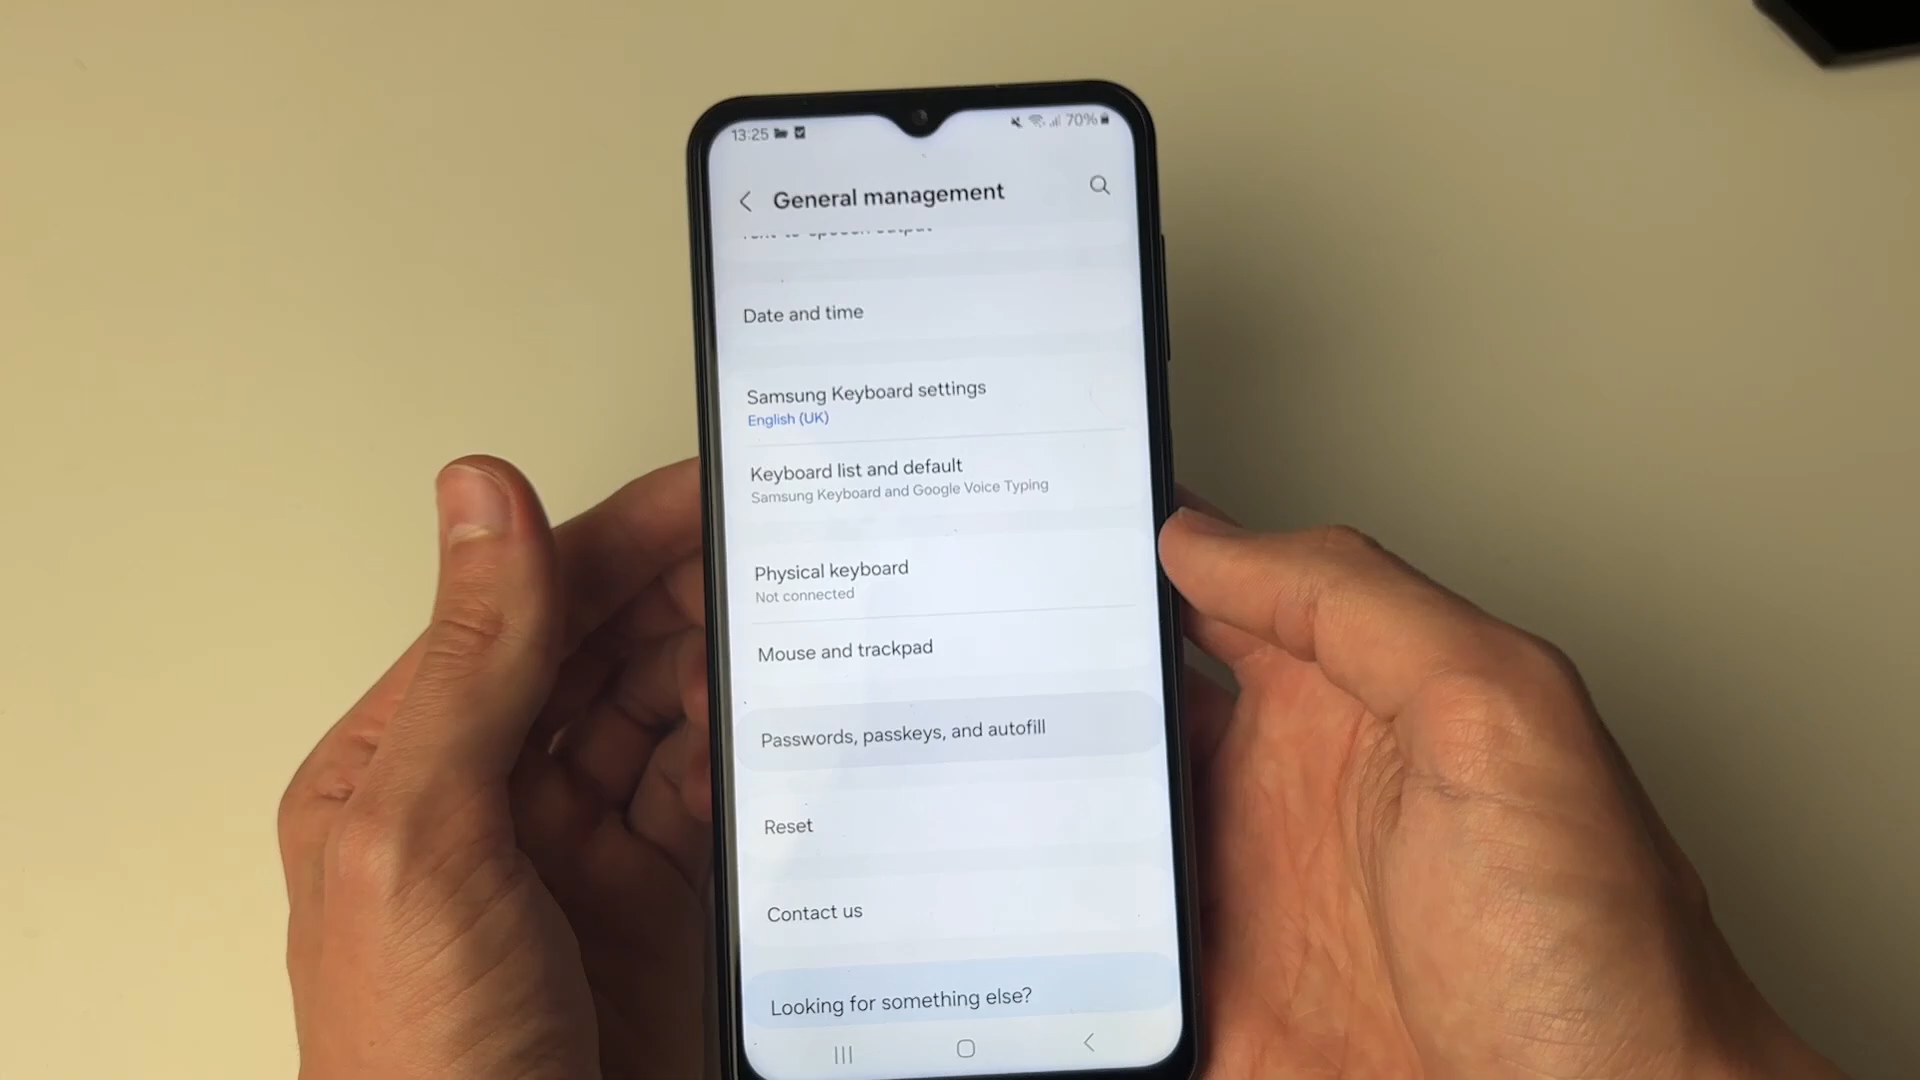 13:25
70%
General management
Date and time
Samsung Keyboard settings
English (UK)
Keyboard list and default
Samsung Keyboard and Google Voice Typing
Physical keyboard
Not connected
Mouse and trackpad
Passwords, passkeys, and autofill
Reset
Contact us
Looking for something else?